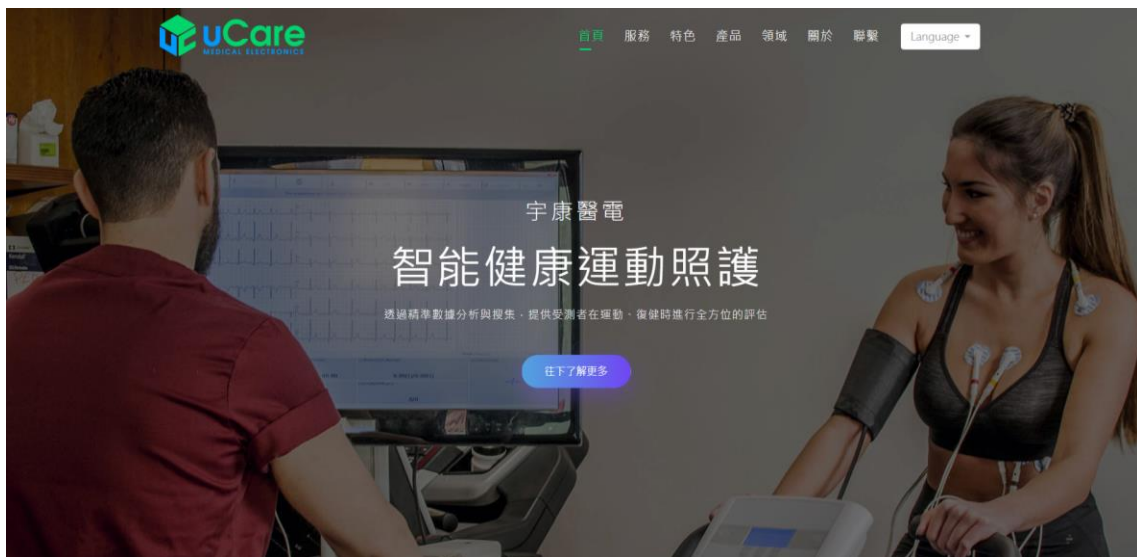 uCare
MEDICAL ELECTRONICS
首頁 服務 特色 產品 領域 關於 聯繫 Language
宇康醫電
智能健康運動照護
透過精準數據分析與搜集，提供受測者在運動、復健時進行全方位的評估
往下了解更多